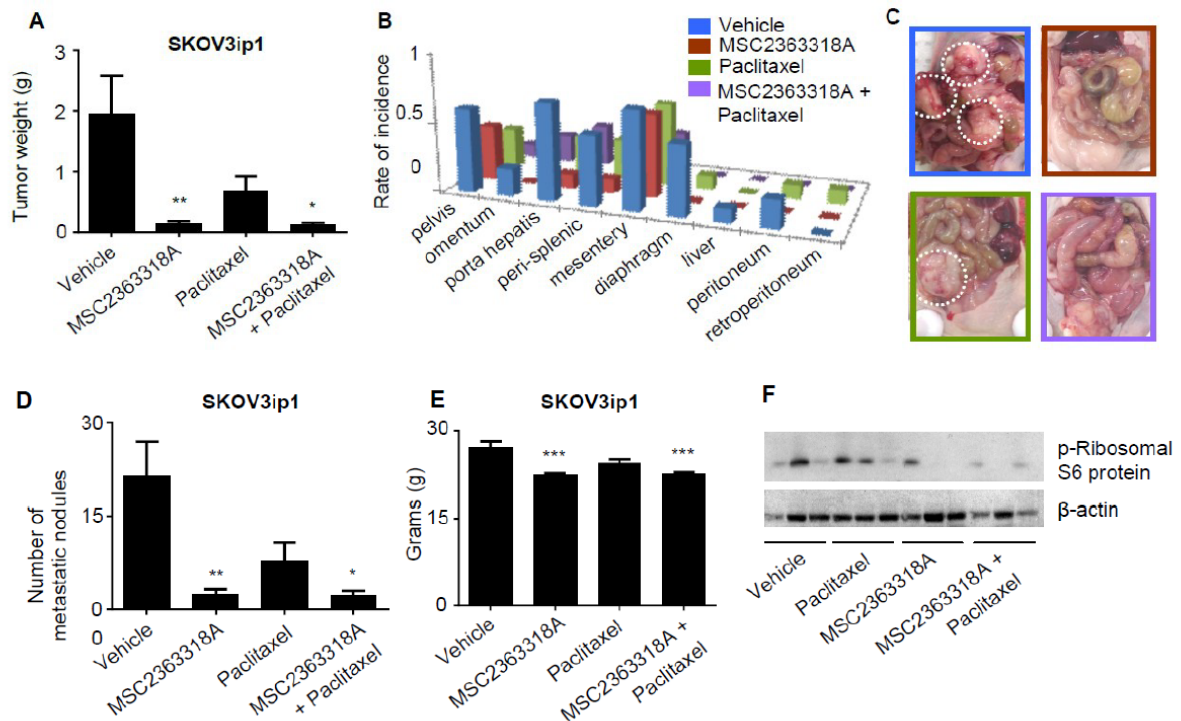 A
SKOV3ip1
Tumor weight (g)
3
2
1
0
Vehicle
MSC2363318A
Paclitaxel
MSC2363318A
+ Paclitaxel
**
*
B
Rate of incidence
1
0.5
0
pelvis
omentum
porta hepatis
peri-splenic
mesentery
diaphragm
liver
peritoneum
retroperitoneum
Vehicle
MSC2363318A
Paclitaxel
MSC2363318A +
Paclitaxel
C
D
SKOV3ip1
Number of
metastatic nodules
30
15
0
0
Vehicle
MSC2363318A
Paclitaxel
MSC2363318A
+ Paclitaxel
**
*
E
SKOV3ip1
Grams (g)
30
15
0
Vehicle
MSC2363318A
Paclitaxel
MSC2363318A +
Paclitaxel
***
***
F
p-Ribosomal
S6 protein
β-actin
Vehicle
Paclitaxel
MSC2363318A
MSC2363318A +
Paclitaxel